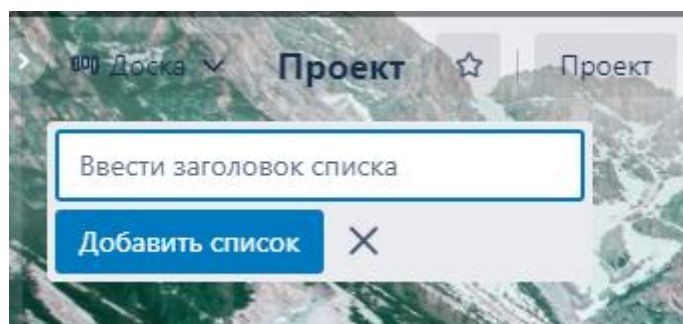 Доска Проект Проект
Ввести заголовок списка
Добавить список